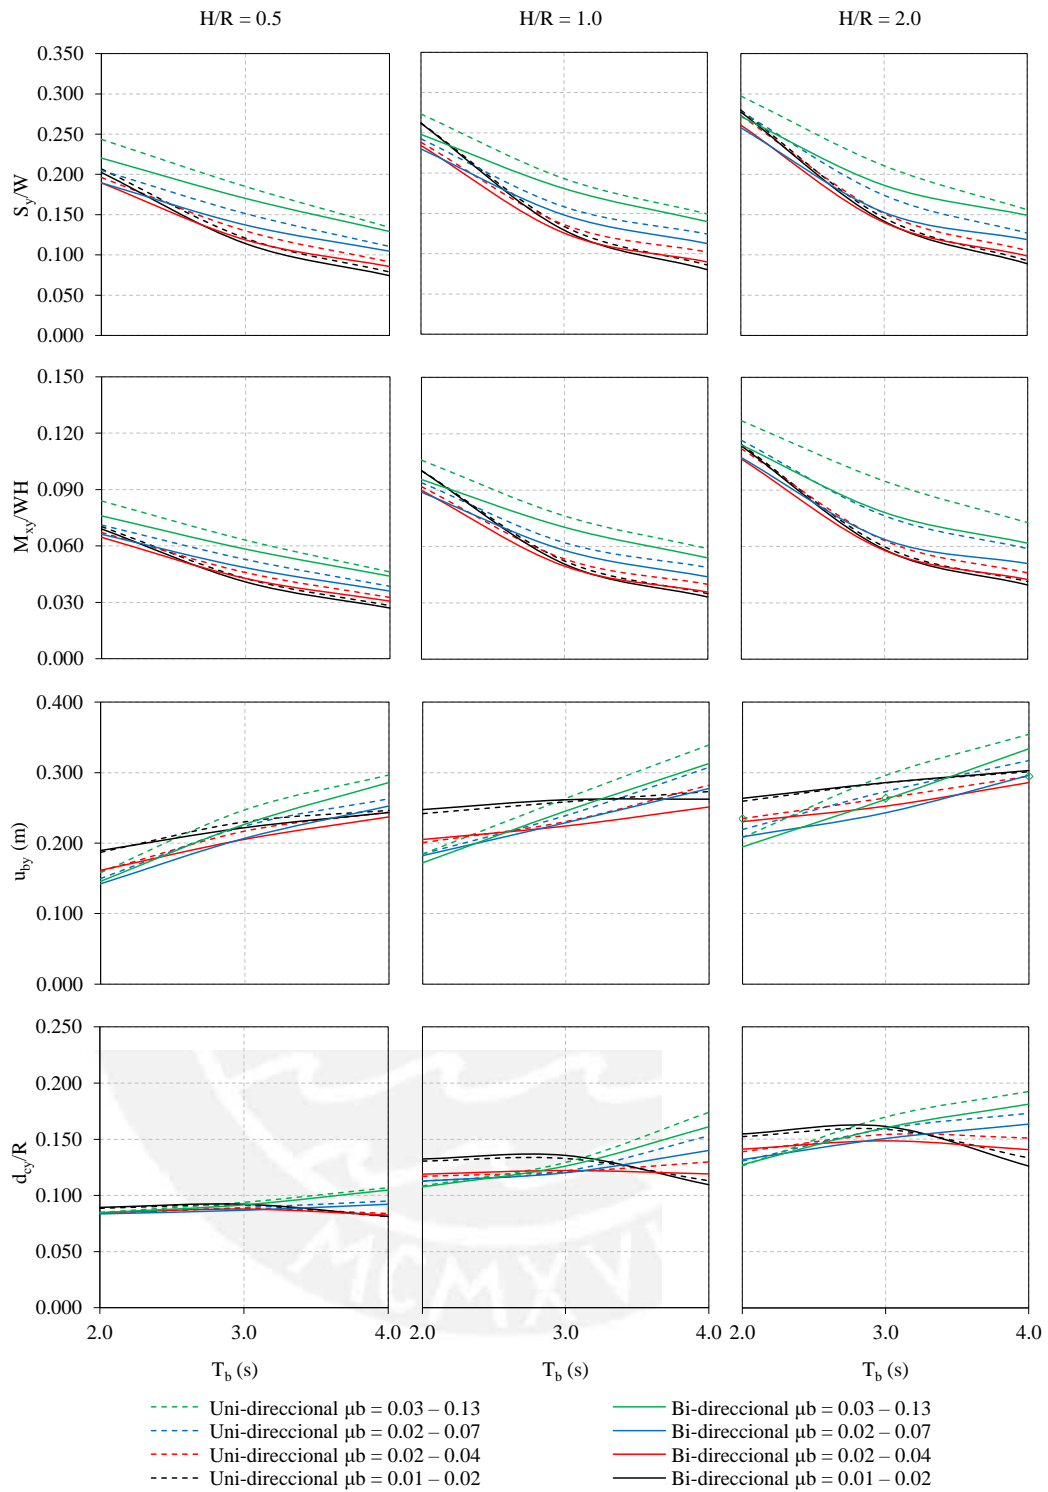 H/R = 0.5 H/R = 1.0 H/R = 2.0
0.350
0.300
0.250
0.200
0.150
0.100
0.050
0.000
S_y/W
0.150
0.120
0.090
0.060
0.030
0.000
M_xy/WH
0.400
0.300
0.200
0.100
0.000
u_by (m)
0.250
0.200
0.150
0.100
0.050
0.000
d_cy/R
2.0 3.0 4.0 2.0 3.0 4.0 2.0 3.0 4.0
T_b (s) T_b (s) T_b (s)
MCMXVI
Uni-direccional μb = 0.03 – 0.13 Bi-direccional μb = 0.03 – 0.13
Uni-direccional μb = 0.02 – 0.07 Bi-direccional μb = 0.02 – 0.07
Uni-direccional μb = 0.02 – 0.04 Bi-direccional μb = 0.02 – 0.04
Uni-direccional μb = 0.01 – 0.02 Bi-direccional μb = 0.01 – 0.02